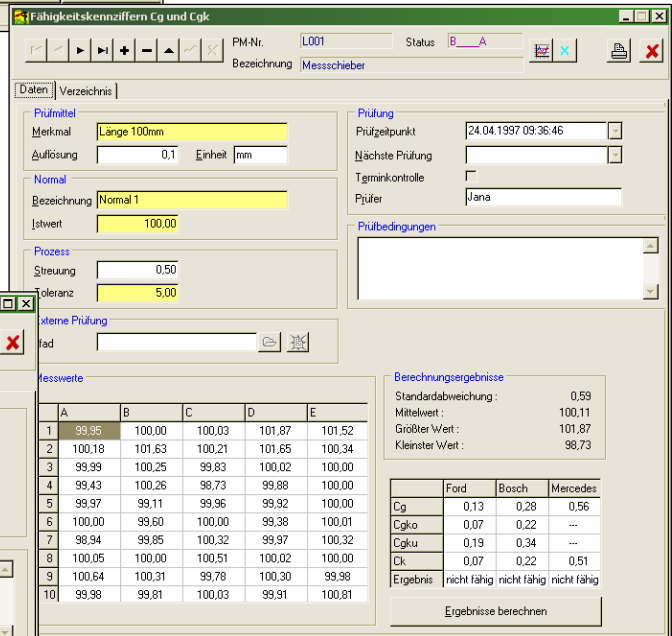 Fähigkeitskennziffern Cg und Cgk
PM-Nr. L001 Status B____A
Bezeichnung Messschieber
Daten Verzeichnis
Prüfmittel
Merkmal Länge 100mm
Auflösung 0,1 Einheit mm
Normal
Bezeichnung Normal 1
Istwert 100,00
Prozess
Streuung 0,50
Toleranz 5,00
Externe Prüfung
Pfad
Prüfung
Prüfzeitpunkt 24.04.1997 09:36:46
Nächste Prüfung
Terminkontrolle
Prüfer Jana
Prüfbedingungen
Messwerte
A B C D E
1 99,95 100,00 100,03 101,87 101,52
2 100,18 101,63 100,21 101,65 100,34
3 99,99 100,25 99,83 100,02 100,00
4 99,43 100,26 98,73 99,88 100,00
5 99,97 99,11 99,96 99,92 100,00
6 100,00 99,60 100,00 99,38 100,01
7 98,94 99,85 100,32 99,97 100,32
8 100,05 100,00 100,51 100,02 100,00
9 100,64 100,31 99,78 100,30 99,98
10 99,98 99,81 100,03 99,91 100,81
Berechnungsergebnisse
Standardabweichung : 0,59
Mittelwert : 100,11
Größter Wert : 101,87
Kleinster Wert : 98,73
Ford Bosch Mercedes
Cg 0,13 0,28 0,56
Cgko 0,07 0,22 ---
Cgku 0,19 0,34 ---
Ck 0,07 0,22 0,51
Ergebnis nicht fähig nicht fähig nicht fähig
Ergebnisse berechnen